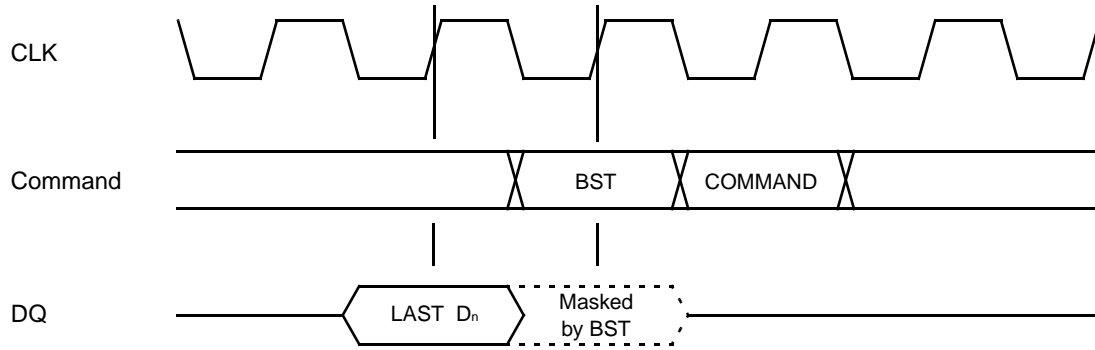 CLK
Command
BST
COMMAND
DQ
LAST Dn
Masked
by BST